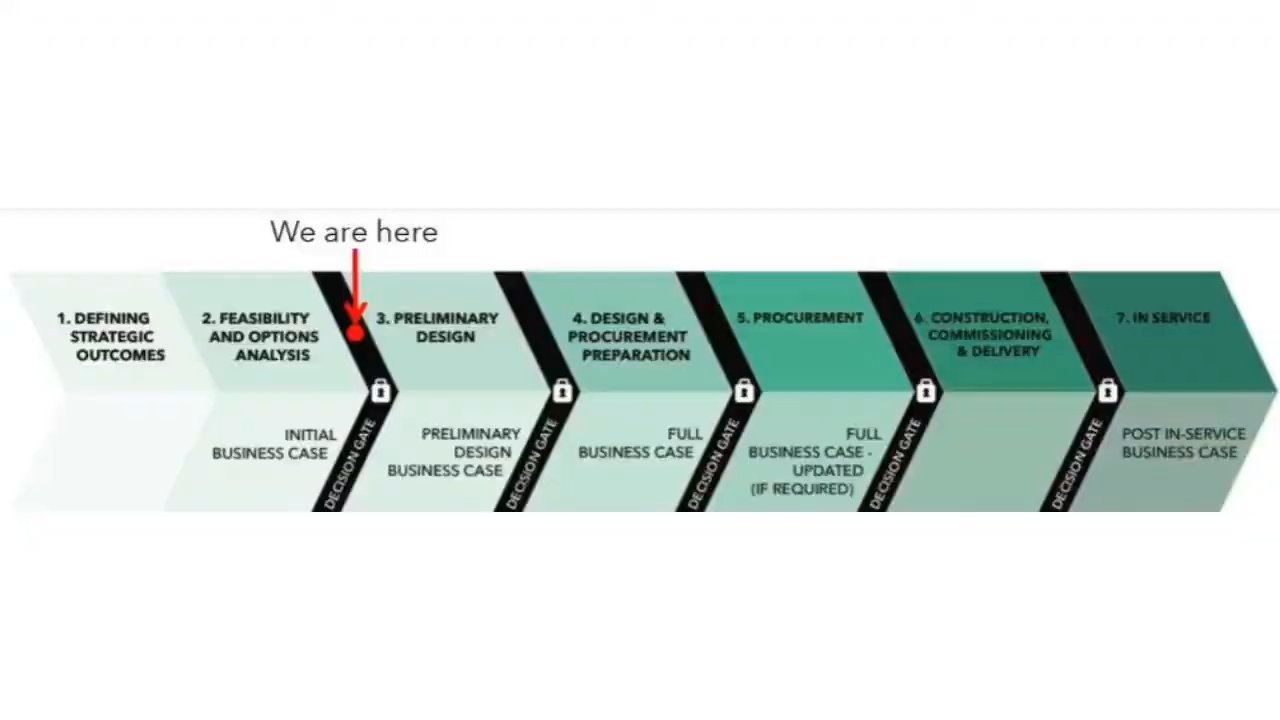 We are here
1. DEFINING
STRATEGIC
OUTCOMES
2. FEASIBILITY
AND OPTIONS
ANALYSIS
3. PRELIMINARY
DESIGN
4. DESIGN &
PROCUREMENT
PREPARATION
5. PROCUREMENT
6. CONSTRUCTION,
COMMISSIONING
& DELIVERY
7. IN SERVICE
INITIAL
BUSINESS CASE
DECISION GATE
PRELIMINARY
DESIGN
BUSINESS CASE
DECISION GATE
FULL
BUSINESS CASE
DECISION GATE
FULL
BUSINESS CASE -
UPDATED
(IF REQUIRED)
DECISION GATE
DECISION GATE
POST IN-SERVICE
BUSINESS CASE